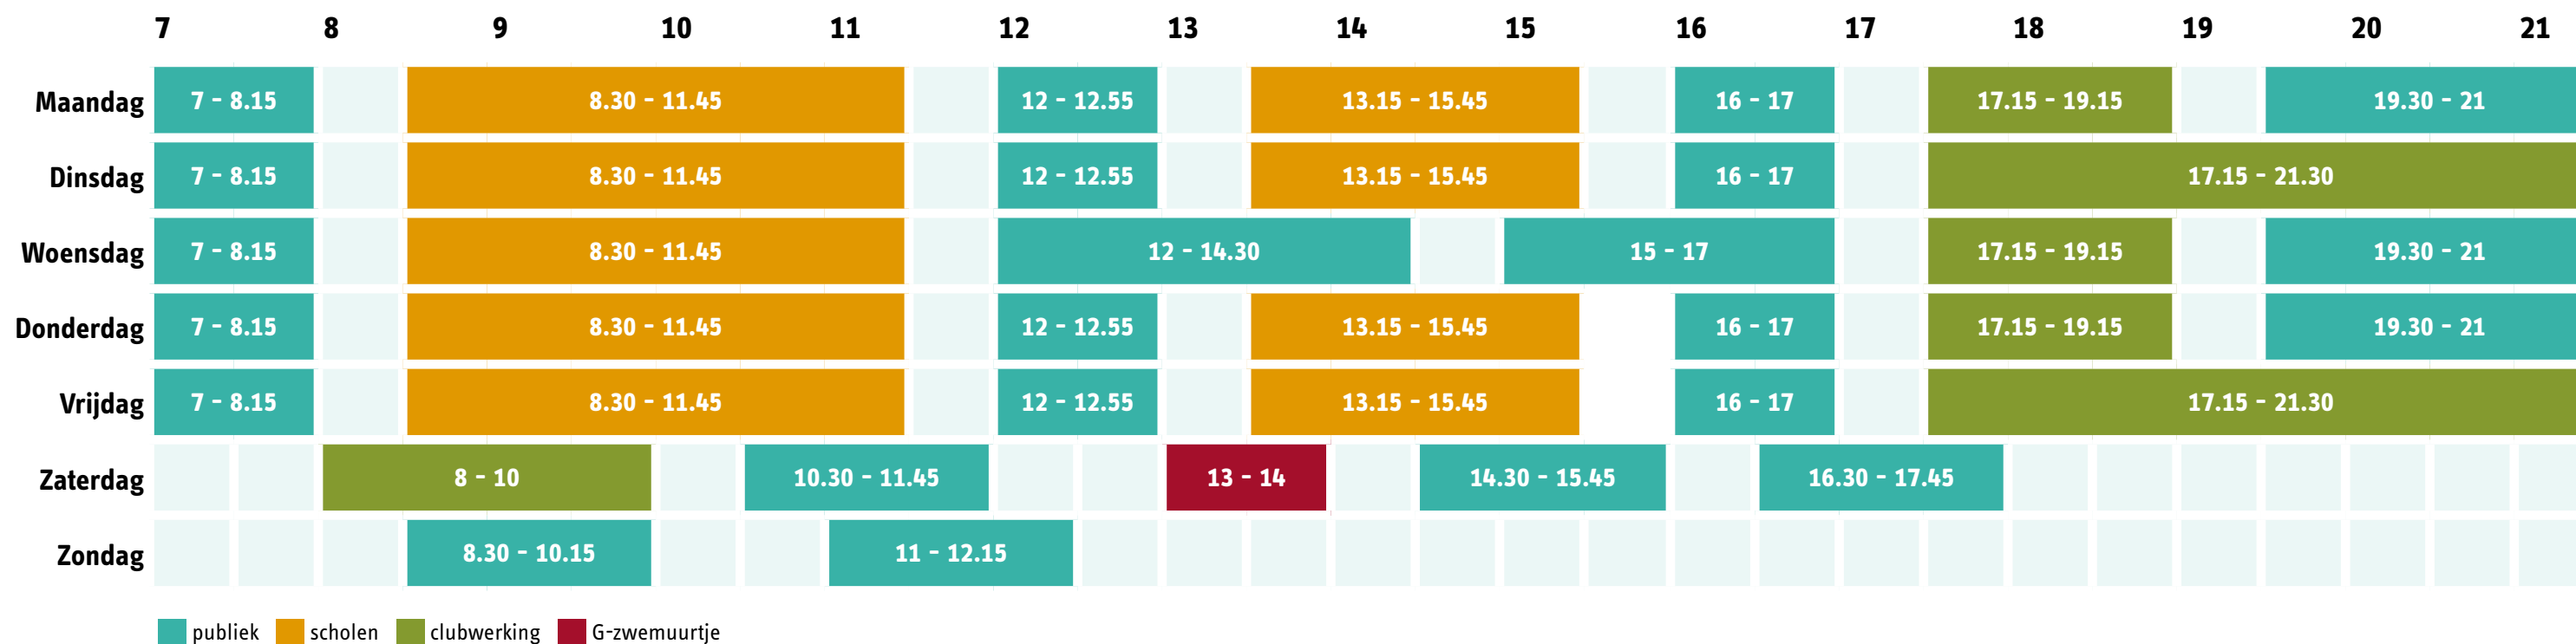 7 8 9 10 11 12 13 14 15 16 17 18 19 20 21
Maandag 7 - 8.15 8.30 - 11.45 12 - 12.55 13.15 - 15.45 16 - 17 17.15 - 19.15 19.30 - 21
Dinsdag 7 - 8.15 8.30 - 11.45 12 - 12.55 13.15 - 15.45 16 - 17 17.15 - 21.30
Woensdag 7 - 8.15 8.30 - 11.45 12 - 14.30 15 - 17 17.15 - 19.15 19.30 - 21
Donderdag 7 - 8.15 8.30 - 11.45 12 - 12.55 13.15 - 15.45 16 - 17 17.15 - 19.15 19.30 - 21
Vrijdag 7 - 8.15 8.30 - 11.45 12 - 12.55 13.15 - 15.45 16 - 17 17.15 - 21.30
Zaterdag 8 - 10 10.30 - 11.45 13 - 14 14.30 - 15.45 16.30 - 17.45
Zondag 8.30 - 10.15 11 - 12.15
publiek scholen clubwerking G-zwemuurtje